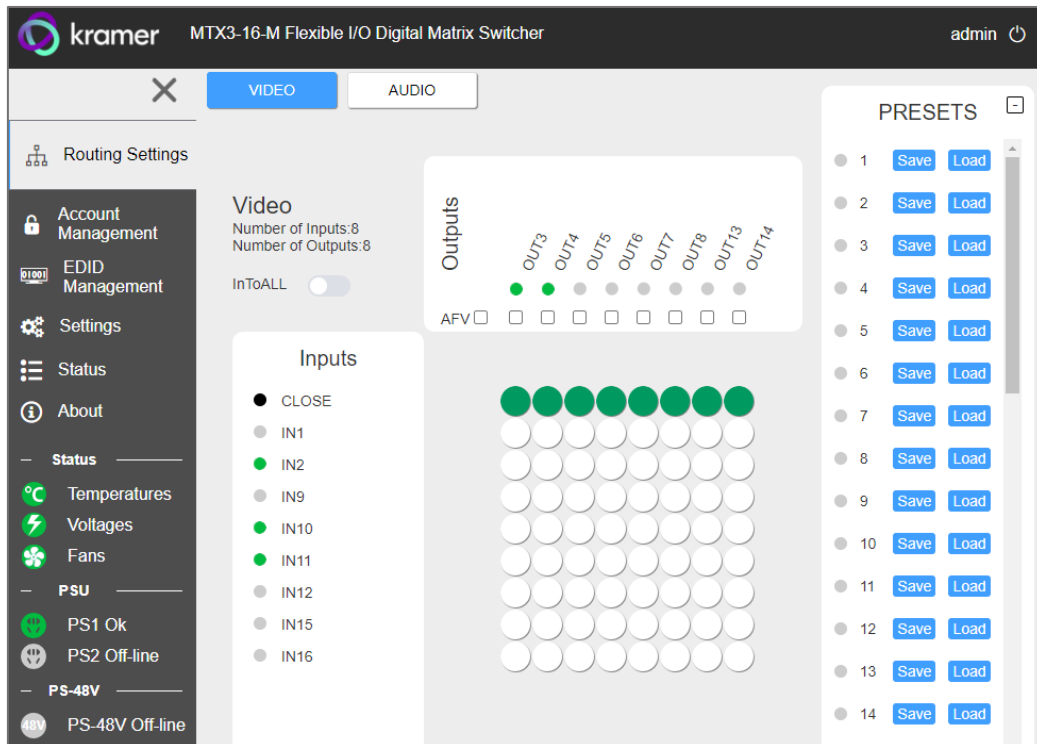 kramer MTX3-16-M Flexible I/O Digital Matrix Switcher admin
VIDEO AUDIO
Routing Settings
Account
Management
01001
EDID
Management
Settings
Status
About
Status
°C Temperatures
Voltages
Fans
PSU
PS1 Ok
PS2 Off-line
PS-48V
48V PS-48V Off-line
Video
Number of Inputs:8
Number of Outputs:8
InToALL
Outputs
OUT3 OUT4 OUT5 OUT6 OUT7 OUT8 OUT13 OUT14
AFV
Inputs
CLOSE
IN1
IN2
IN9
IN10
IN11
IN12
IN15
IN16
PRESETS -
1 Save Load
2 Save Load
3 Save Load
4 Save Load
5 Save Load
6 Save Load
7 Save Load
8 Save Load
9 Save Load
10 Save Load
11 Save Load
12 Save Load
13 Save Load
14 Save Load